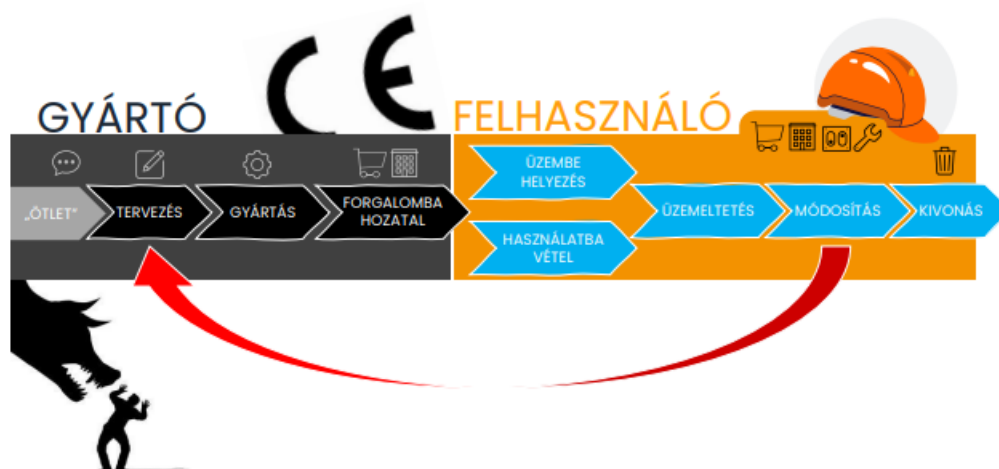 CE
GYÁRTÓ
FELHASZNÁLÓ
„ÖTLET"
TERVEZÉS
GYÁRTÁS
FORGALOMBA
HOZATAL
ÜZEMBE
HELYEZÉS
HASZNÁLATBA
VÉTEL
ÜZEMELTETÉS
MÓDOSÍTÁS
KIVONÁS